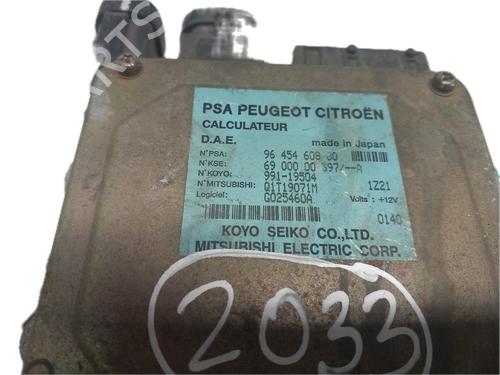 PSA PEUGEOT CITROËN
CALCULATEUR
D.A.E. made in Japan
N°PSA: 96 454 608 80
N°KSE: 69 000 00 397/--A
N°KOYO: 991-19504
N°MITSUBISHI: Q1T19071M 1Z21
Logiciel: G025460A Volts: +12V
0140
KOYO SEIKO CO.,LTD.
MITSUBISHI ELECTRIC CORP.
2033